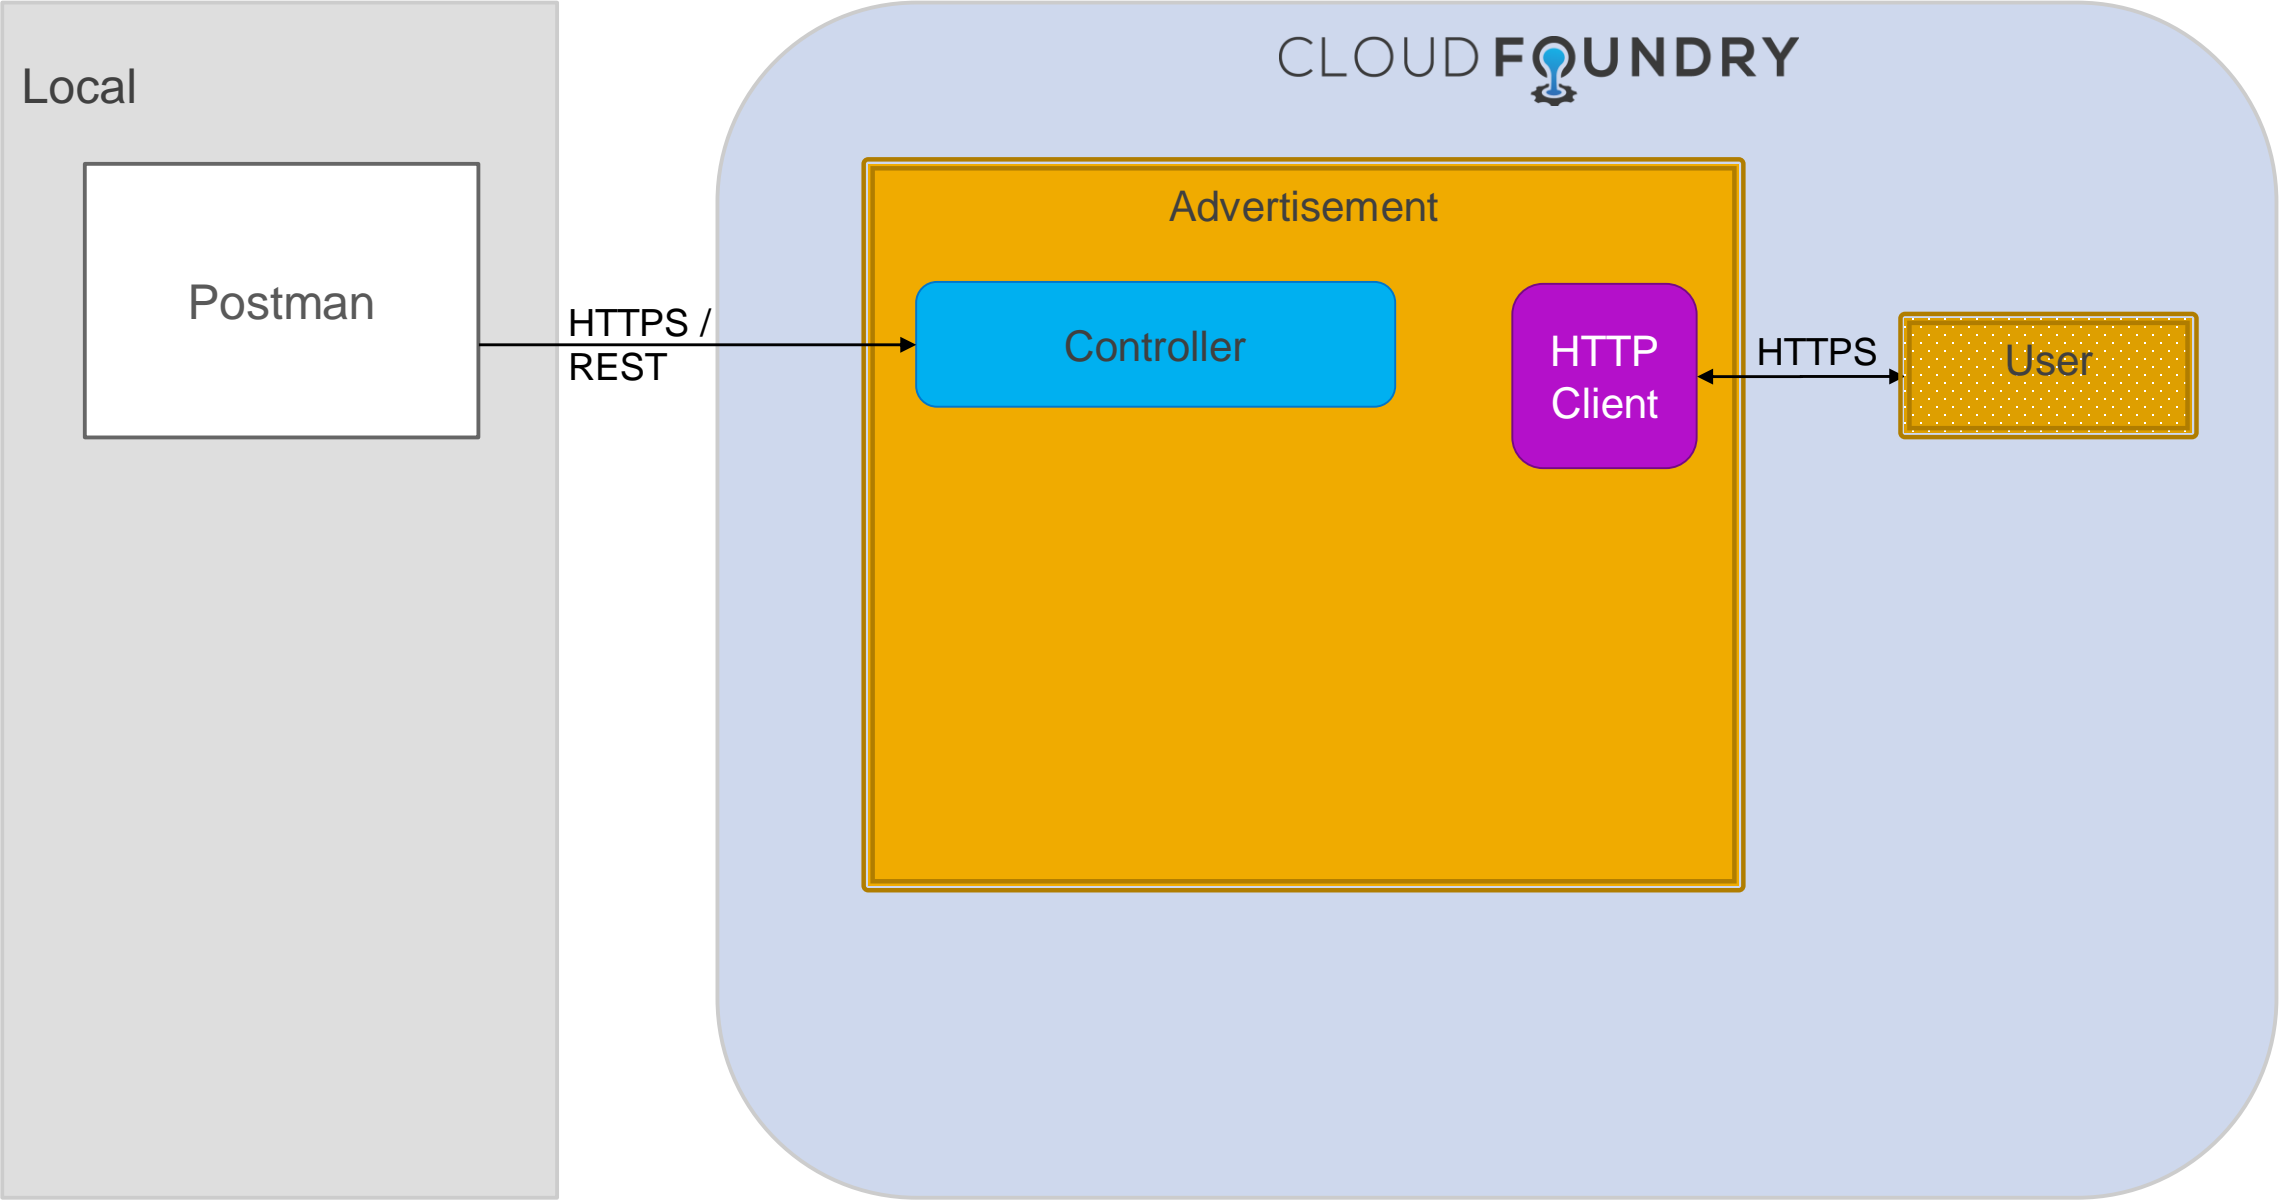 Local
CLOUD FOUNDRY
Advertisement
Postman
HTTPS /
REST
Controller
HTTP
Client
HTTPS
User